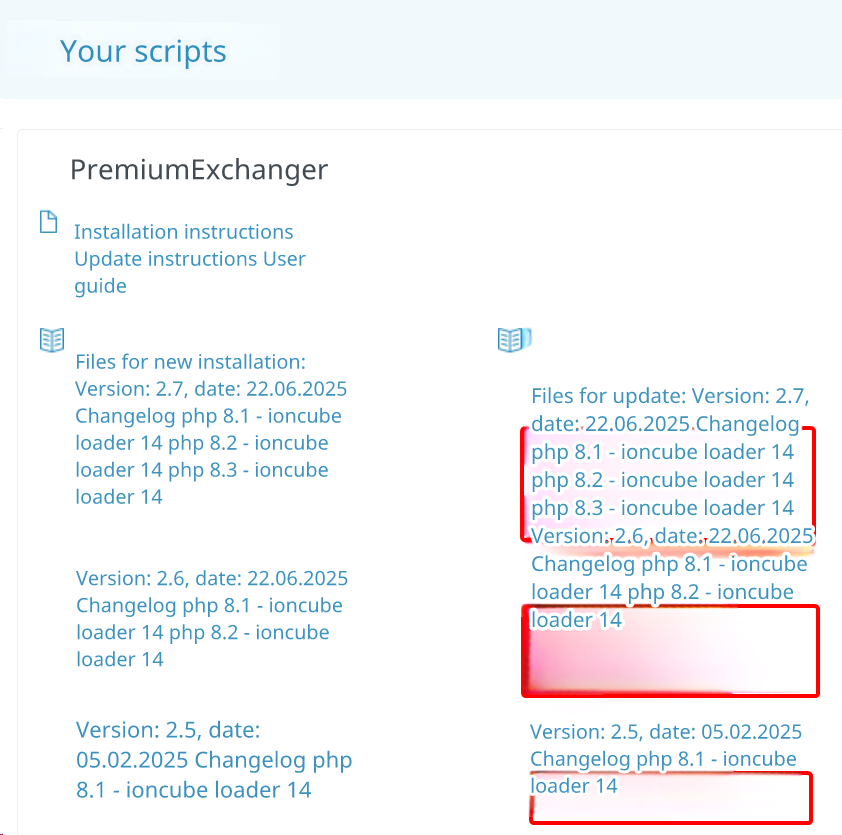 Your scripts
PremiumExchanger
Installation instructions
Update instructions User
guide
Files for new installation:
Version: 2.7, date: 22.06.2025
Changelog php 8.1 - ioncube
loader 14 php 8.2 - ioncube
loader 14 php 8.3 - ioncube
loader 14
Version: 2.6, date: 22.06.2025
Changelog php 8.1 - ioncube
loader 14 php 8.2 - ioncube
loader 14
Version: 2.5, date:
05.02.2025 Changelog php
8.1 - ioncube loader 14
Files for update: Version: 2.7,
date: 22.06.2025 Changelog
php 8.1 - ioncube loader 14
php 8.2 - ioncube loader 14
php 8.3 - ioncube loader 14
Version: 2.6, date: 22.06.2025
Changelog php 8.1 - ioncube
loader 14 php 8.2 - ioncube
loader 14
Version: 2.5, date: 05.02.2025
Changelog php 8.1 - ioncube
loader 14